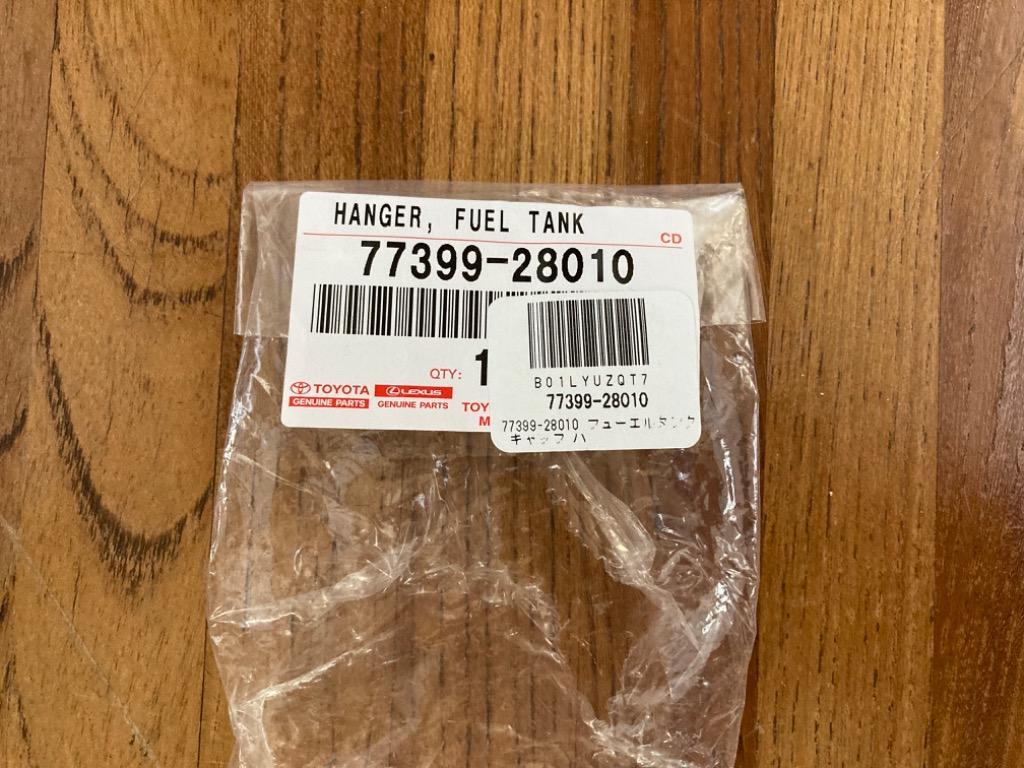 HANGER, FUEL TANK
CD
77399-28010
QTY: 1
TOYOTA
GENUINE PARTS
LEXUS
GENUINE PARTS
B01LYUZQT7
77399-28010
77399-28010 フューエルタンク
キャップ ハ